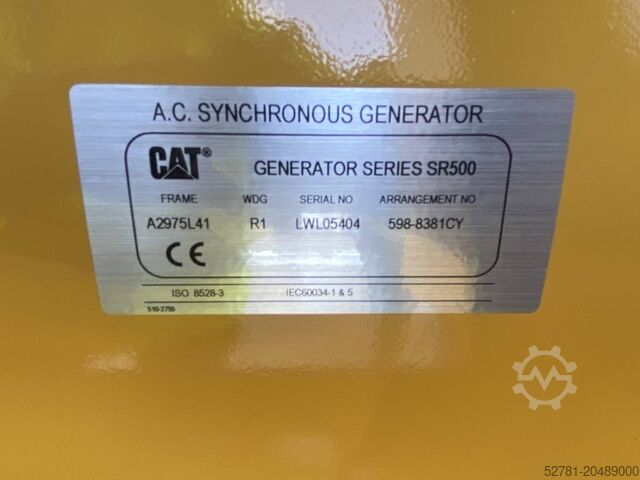 A.C. SYNCHRONOUS GENERATOR
CAT® GENERATOR SERIES SR500
FRAME WDG SERIAL NO ARRANGEMENT NO
A2975L41 R1 LWL05404 598-8381CY
CE
ISO 8528-3 IEC60034-1 & 5
510-2755
52781-20489000